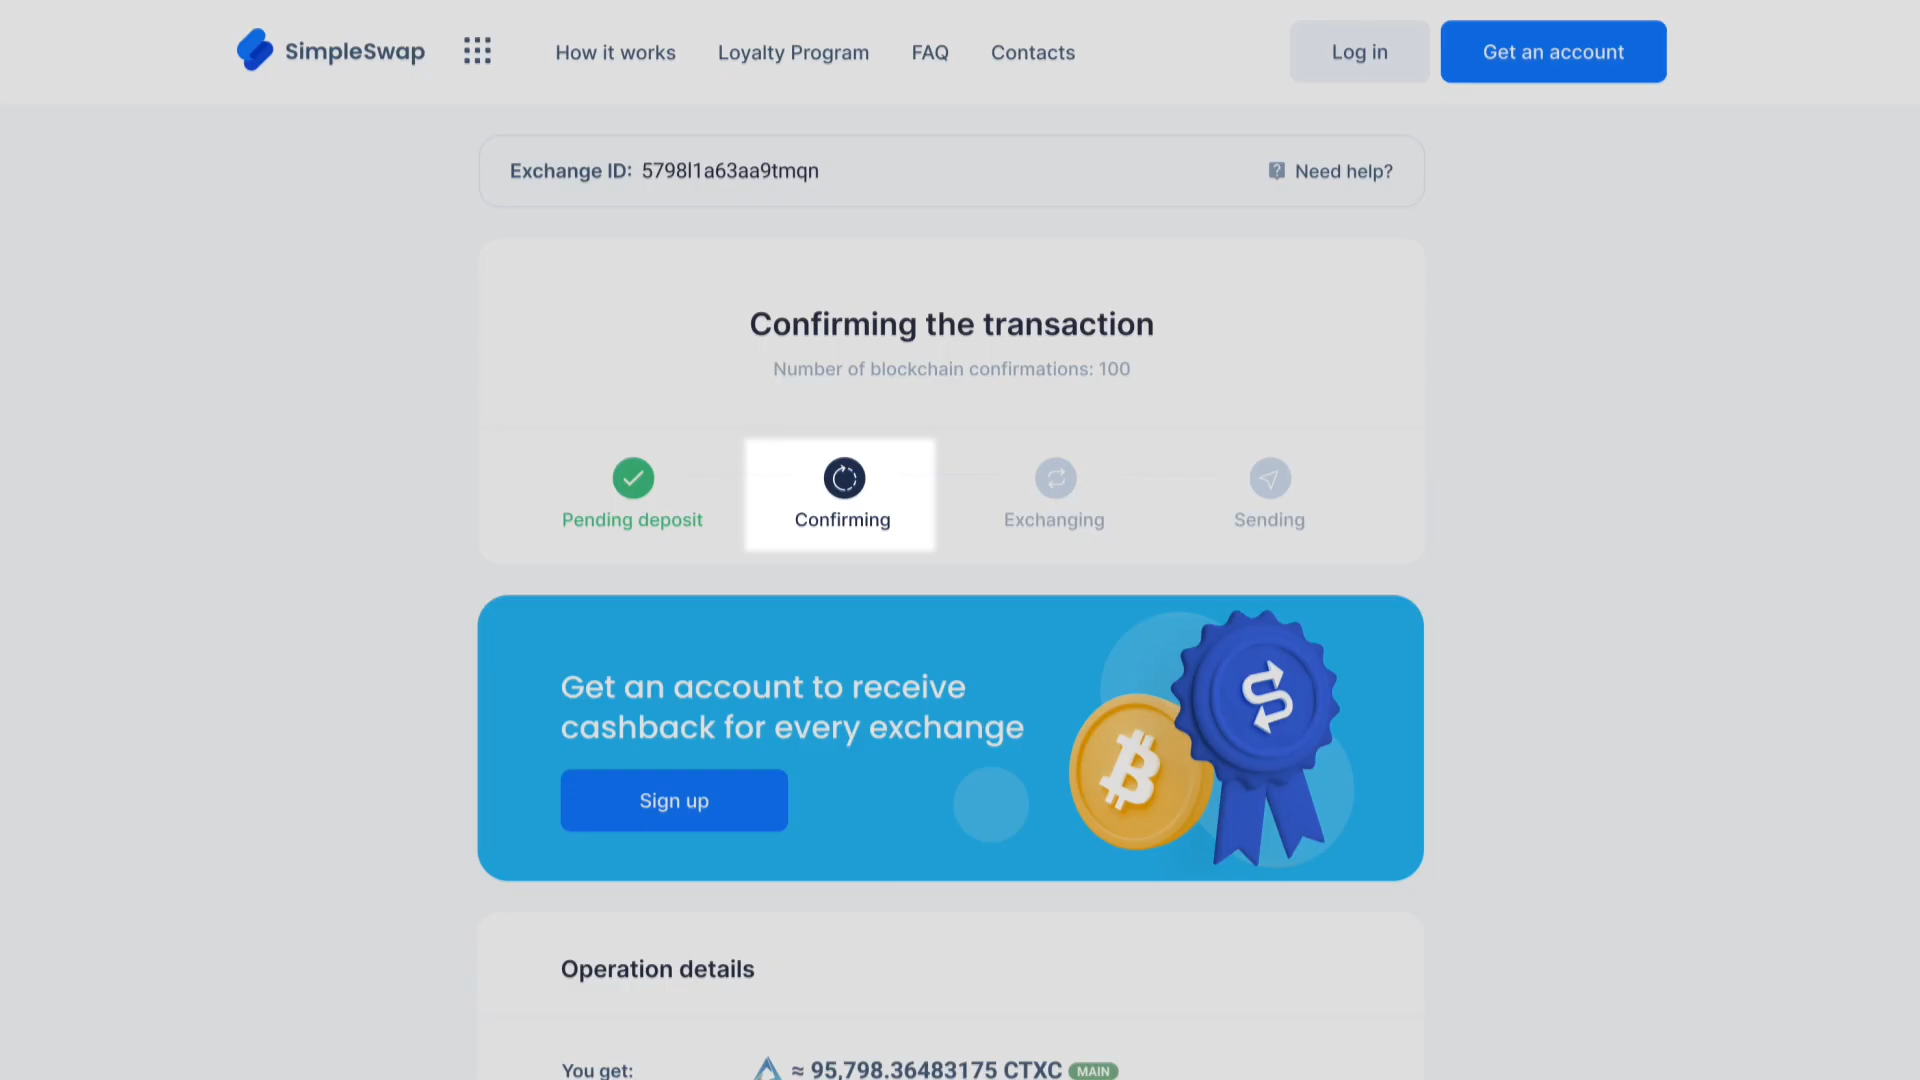 SimpleSwap
How it works
Loyalty Program
FAQ
Contacts
Log in
Get an account
Exchange ID: 5798l1a63aa9tmqn
Need help?
Confirming the transaction
Number of blockchain confirmations: 100
Pending deposit
Confirming
Exchanging
Sending
Get an account to receive
cashback for every exchange
Sign up
Operation details
You get:
≈ 95,798.36483175 CTXC MAIN